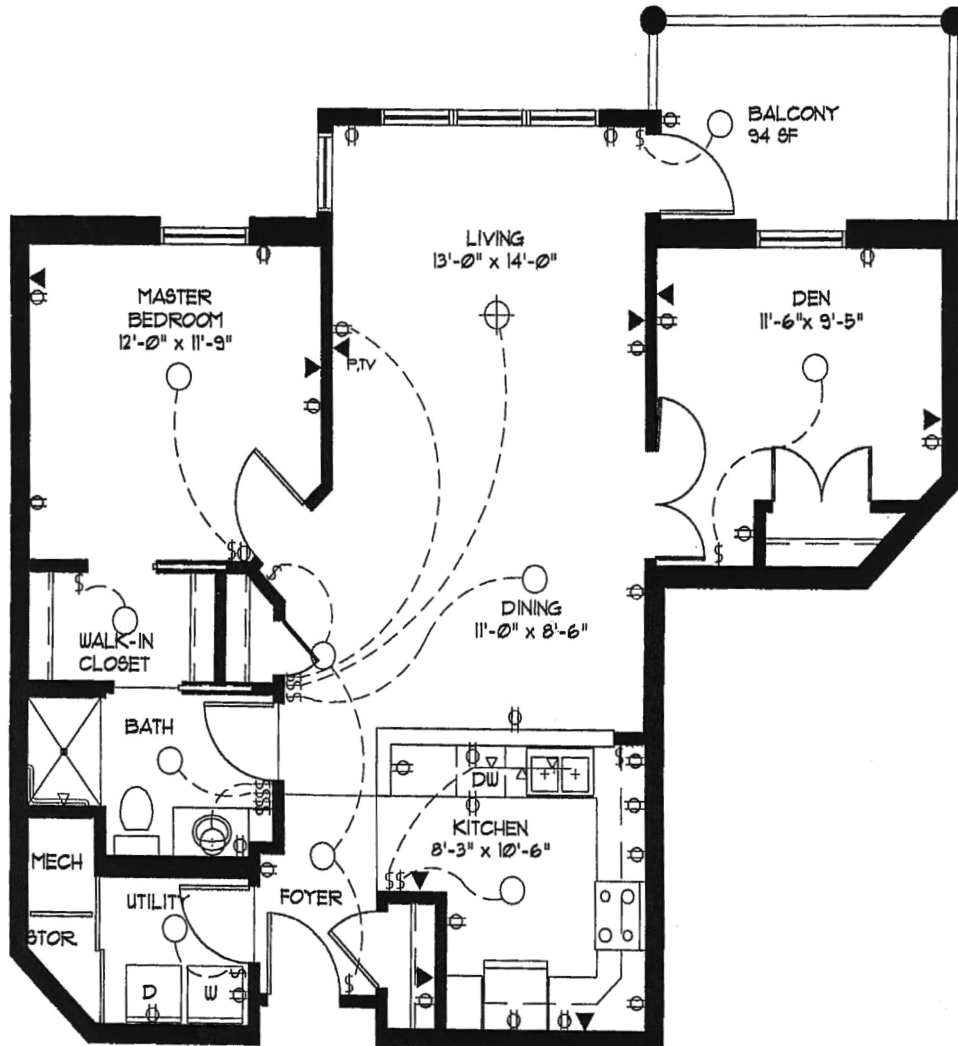 BALCONY
94 SF
LIVING
13'-0" x 14'-0"
MASTER
BEDROOM
12'-0" x 11'-9"
DEN
11'-6" x 9'-5"
P,TV
DINING
11'-0" x 8'-6"
WALK-IN
CLOSET
BATH
DW
KITCHEN
8'-3" x 10'-6"
MECH
UTILITY
FOYER
STOR
D
W